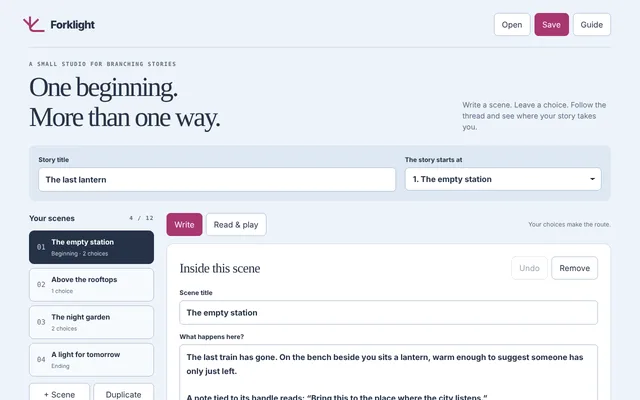 Forklight
Open
Save
Guide
A SMALL STUDIO FOR BRANCHING STORIES
One beginning.
More than one way.
Write a scene. Leave a choice. Follow the
thread and see where your story takes
you.
Story title
The last lantern
The story starts at
1. The empty station
Your scenes
4 / 12
01
The empty station
Beginning · 2 choices
02
Above the rooftops
1 choice
03
The night garden
2 choices
04
A light for tomorrow
Ending
+ Scene
Duplicate
Write
Read & play
Your choices make the route.
Inside this scene
Undo
Remove
Scene title
The empty station
What happens here?
The last train has gone. On the bench beside you sits a lantern, warm enough to suggest someone has
only just left.
A note tied to its handle reads: “Bring this to the place where the city listens.”